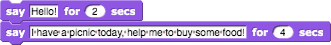 say Hello! for 2 secs
say I have a picnic today, help me to buy some food! for 4 secs